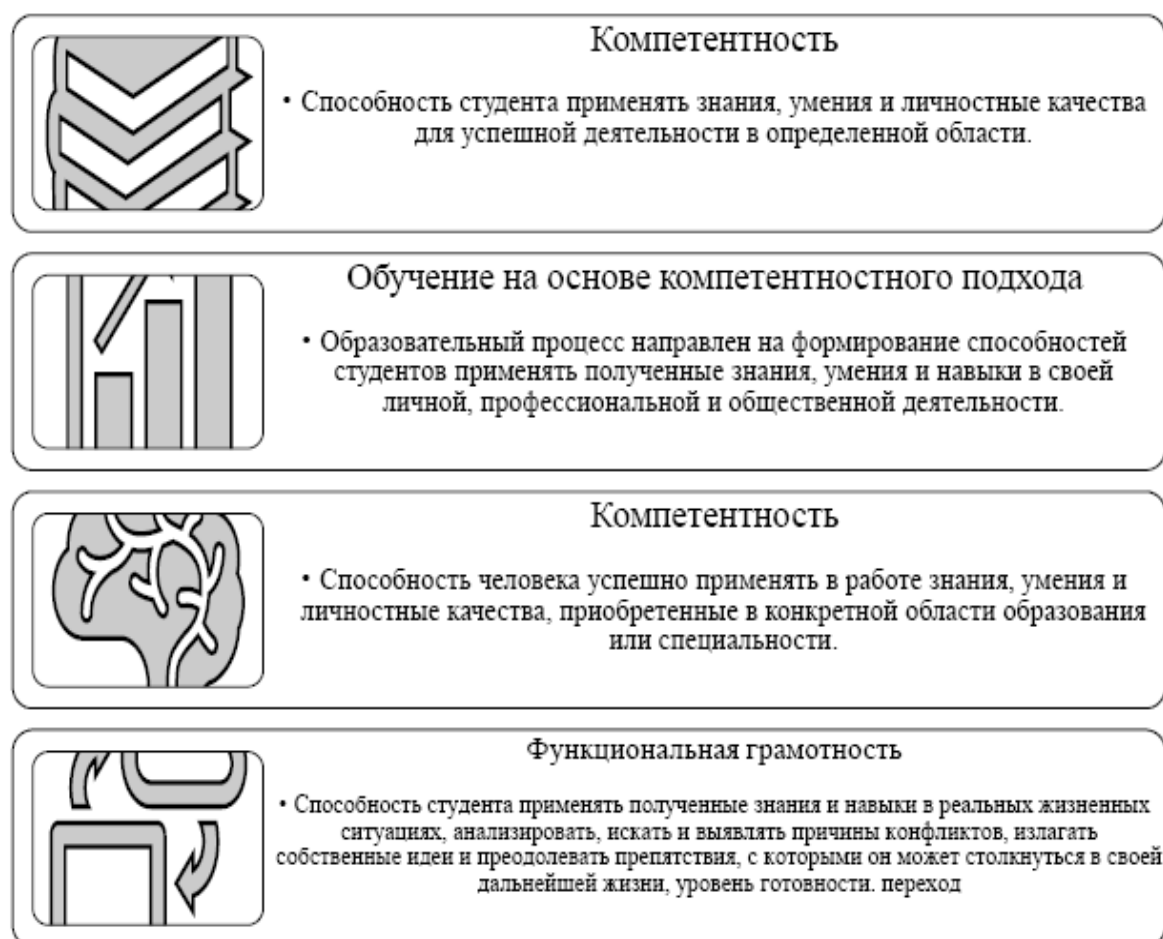 Компетентность
• Способность студента применять знания, умения и личностные качества
для успешной деятельности в определенной области.
Обучение на основе компетентностного подхода
• Образовательный процесс направлен на формирование способностей
студентов применять полученные знания, умения и навыки в своей
личной, профессиональной и общественной деятельности.
Компетентность
• Способность человека успешно применять в работе знания, умения и
личностные качества, приобретенные в конкретной области образования
или специальности.
Функциональная грамотность
• Способность студента применять полученные знания и навыки в реальных жизненных
ситуациях, анализировать, искать и выявлять причины конфликтов, излагать
собственные идеи и преодолевать препятствия, с которыми он может столкнуться в своей
дальнейшей жизни, уровень готовности. переход